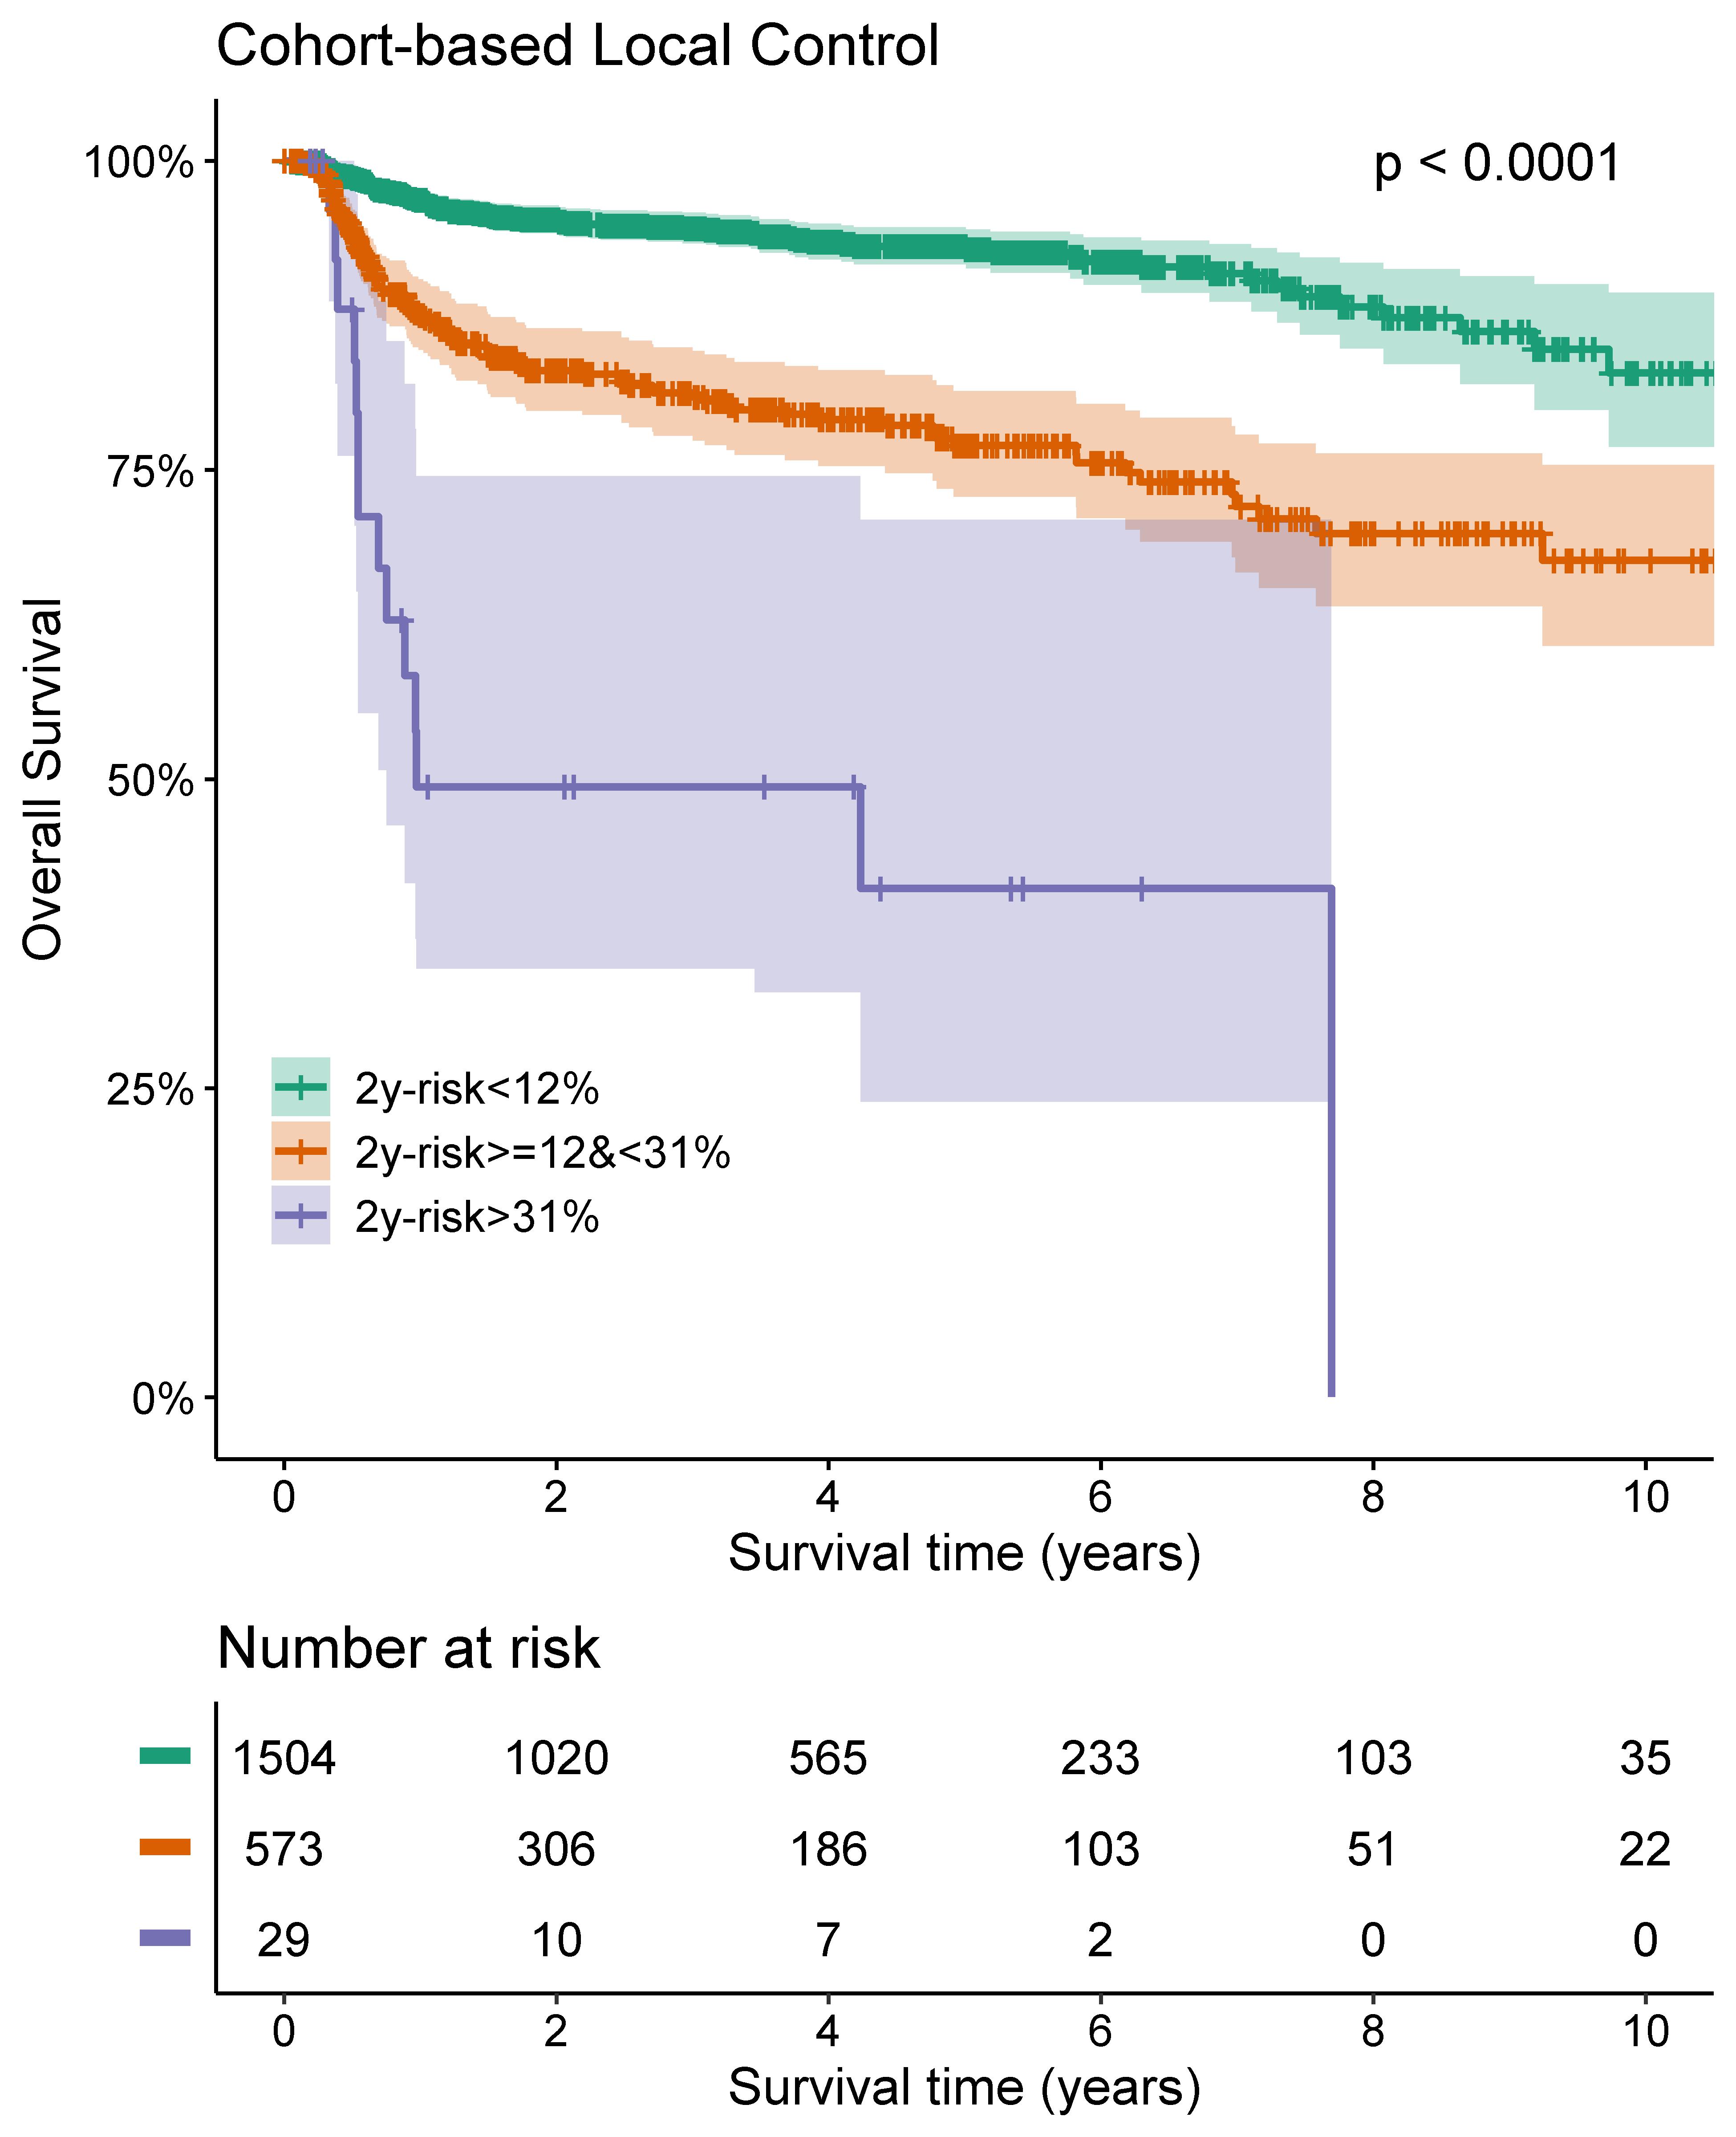 Cohort-based Local Control
p < 0.0001
100%
75%
50%
25%
0%
Overall Survival
2y-risk<12%
2y-risk>=12&<31%
2y-risk>31%
0 2 4 6 8 10
Survival time (years)
Number at risk
1504 1020 565 233 103 35
573 306 186 103 51 22
29 10 7 2 0 0
0 2 4 6 8 10
Survival time (years)